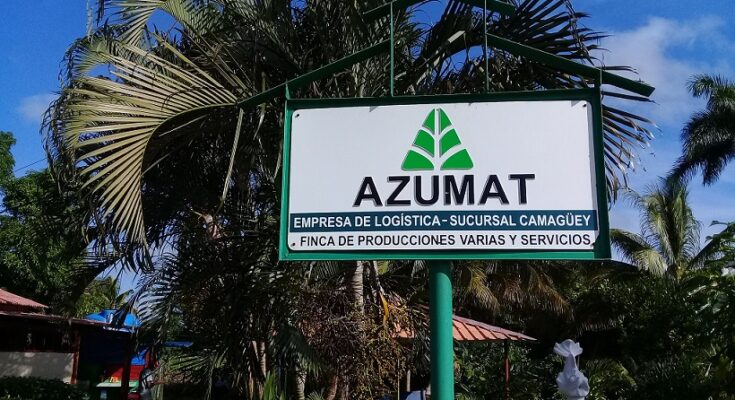 AZUMAT
EMPRESA DE LOGÍSTICA - SUCURSAL CAMAGÜEY
FINCA DE PRODUCCIONES VARIAS Y SERVICIOS